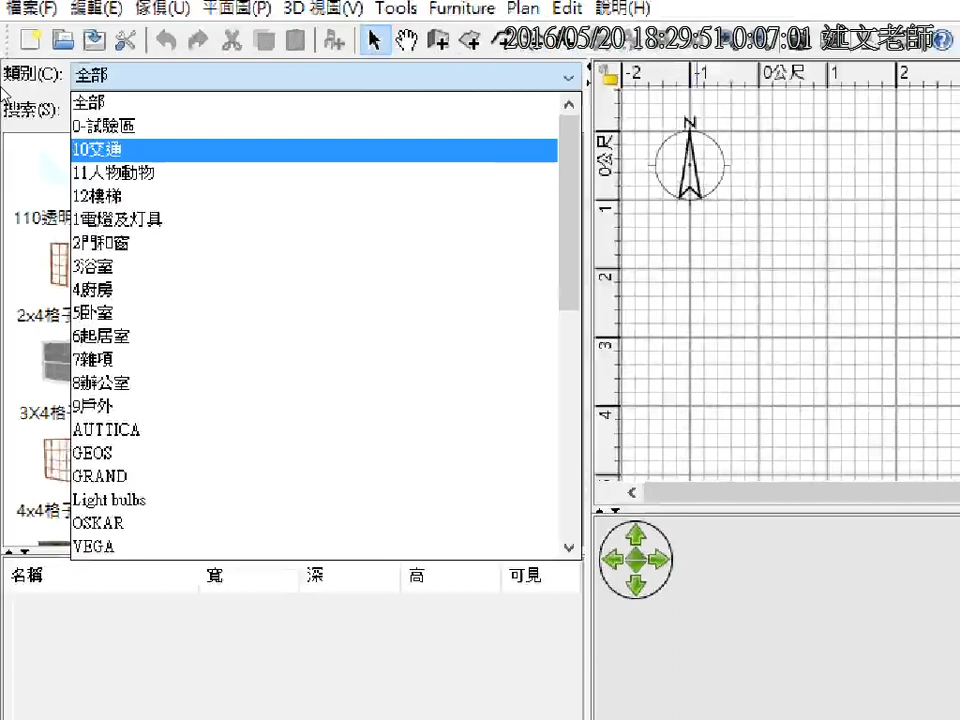 檔案(F) 編輯(E) 傢俱(U) 平面圖(P) 3D 視圖(V) Tools Furniture Plan Edit 說明(H)
2016/05/20 18:29:51 0:07:01 述文老師
類別(C): 全部
搜索(S):
全部
0-試驗區
10交通
11人物動物
12樓梯
1電燈及灯具
2門和窗
3浴室
4廚房
5卧室
6起居室
7雜項
8辦公室
9戶外
AUTTICA
GEOS
GRAND
Light bulbs
OSKAR
VEGA
110透明
2x4格子
3X4格子
4x4格子
名稱 寬 深 高 可見
-2 -1 0公尺 1 2
N
0公尺
1
2
3
4